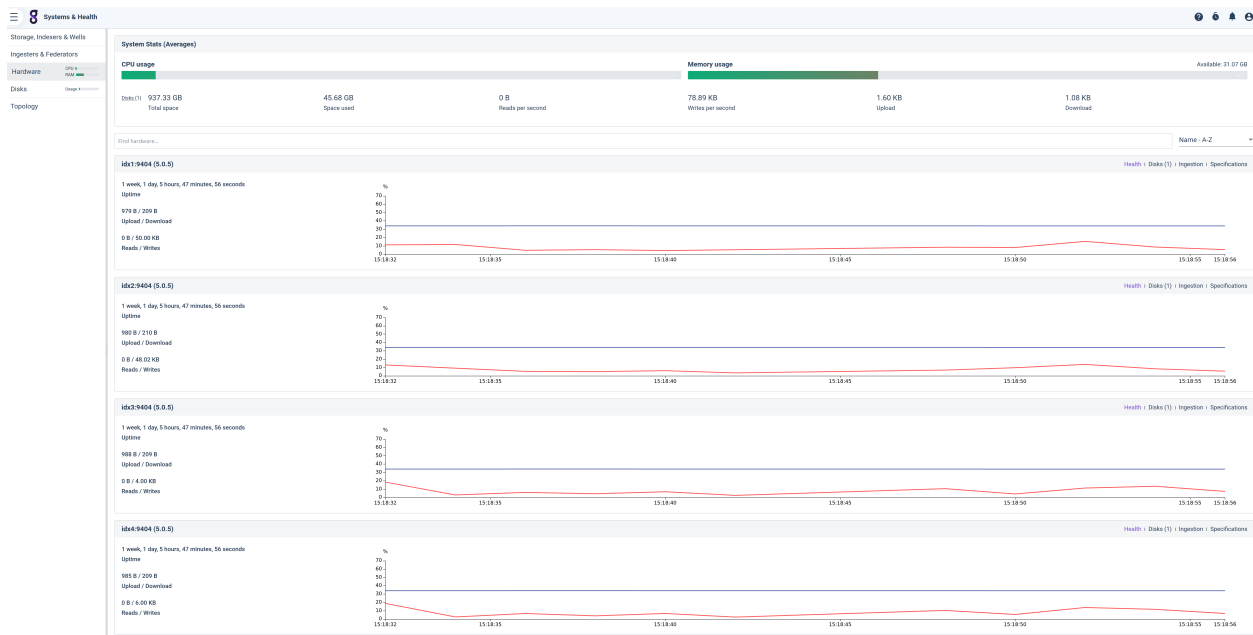 Systems & Health
Storage, Indexers & Wells
Ingesters & Federators
Hardware
CPU
RAM
Disks
Usage
Topology
System Stats (Averages)
CPU usage
Memory usage
Available: 31.07 GB
Disks (1)
937.33 GB
45.68 GB
0 B
78.89 KB
1.60 KB
1.08 KB
Total space
Space used
Reads per second
Writes per second
Upload
Download
Find hardware...
Name - A-Z
idx1:9404 (5.0.5)
Health | Disks (1) | Ingestion | Specifications
1 week, 1 day, 5 hours, 47 minutes, 56 seconds
Uptime
979 B / 209 B
Upload / Download
0 B / 50.00 KB
Reads / Writes
%
70
60
50
40
30
20
10
0
15:18:32 15:18:35 15:18:40 15:18:45 15:18:50 15:18:55 15:18:56
idx2:9404 (5.0.5)
Health | Disks (1) | Ingestion | Specifications
1 week, 1 day, 5 hours, 47 minutes, 56 seconds
Uptime
980 B / 210 B
Upload / Download
0 B / 48.02 KB
Reads / Writes
%
70
60
50
40
30
20
10
0
15:18:32 15:18:35 15:18:40 15:18:45 15:18:50 15:18:55 15:18:56
idx3:9404 (5.0.5)
Health | Disks (1) | Ingestion | Specifications
1 week, 1 day, 5 hours, 47 minutes, 56 seconds
Uptime
988 B / 209 B
Upload / Download
0 B / 4.00 KB
Reads / Writes
%
70
60
50
40
30
20
10
0
15:18:32 15:18:35 15:18:40 15:18:45 15:18:50 15:18:55 15:18:56
idx4:9404 (5.0.5)
Health | Disks (1) | Ingestion | Specifications
1 week, 1 day, 5 hours, 47 minutes, 56 seconds
Uptime
985 B / 209 B
Upload / Download
0 B / 6.00 KB
Reads / Writes
%
70
60
50
40
30
20
10
0
15:18:32 15:18:35 15:18:40 15:18:45 15:18:50 15:18:55 15:18:56